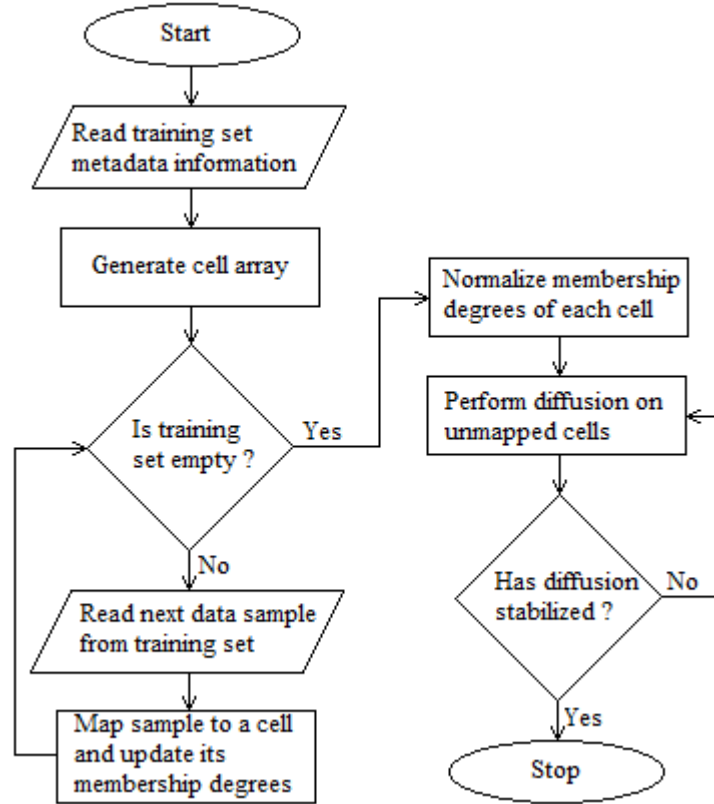 Start
Read training set
metadata information
Generate cell array
Is training
set empty ?
Yes
No
Read next data sample
from training set
Map sample to a cell
and update its
membership degrees
Normalize membership
degrees of each cell
Perform diffusion on
unmapped cells
Has diffusion
stabilized ?
No
Yes
Stop